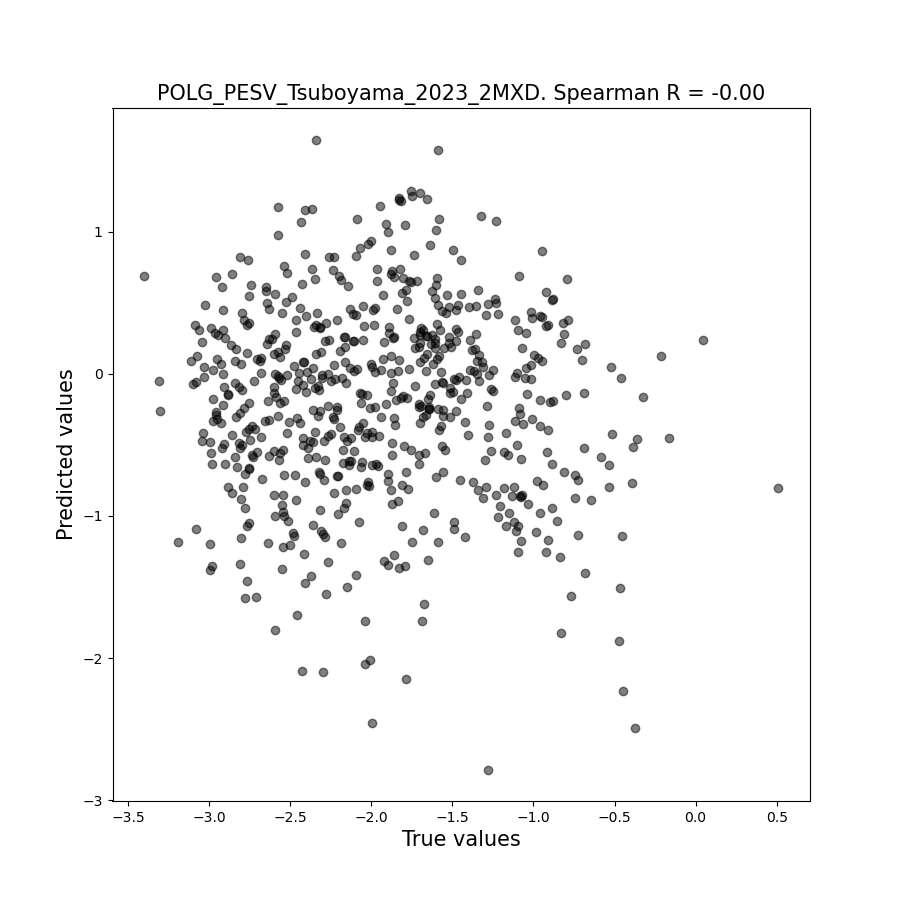 POLG_PESV_Tsuboyama_2023_2MXD. Spearman R = -0.00
Predicted values
1
0
−1
−2
−3
−3.5 −3.0 −2.5 −2.0 −1.5 −1.0 −0.5 0.0 0.5
True values